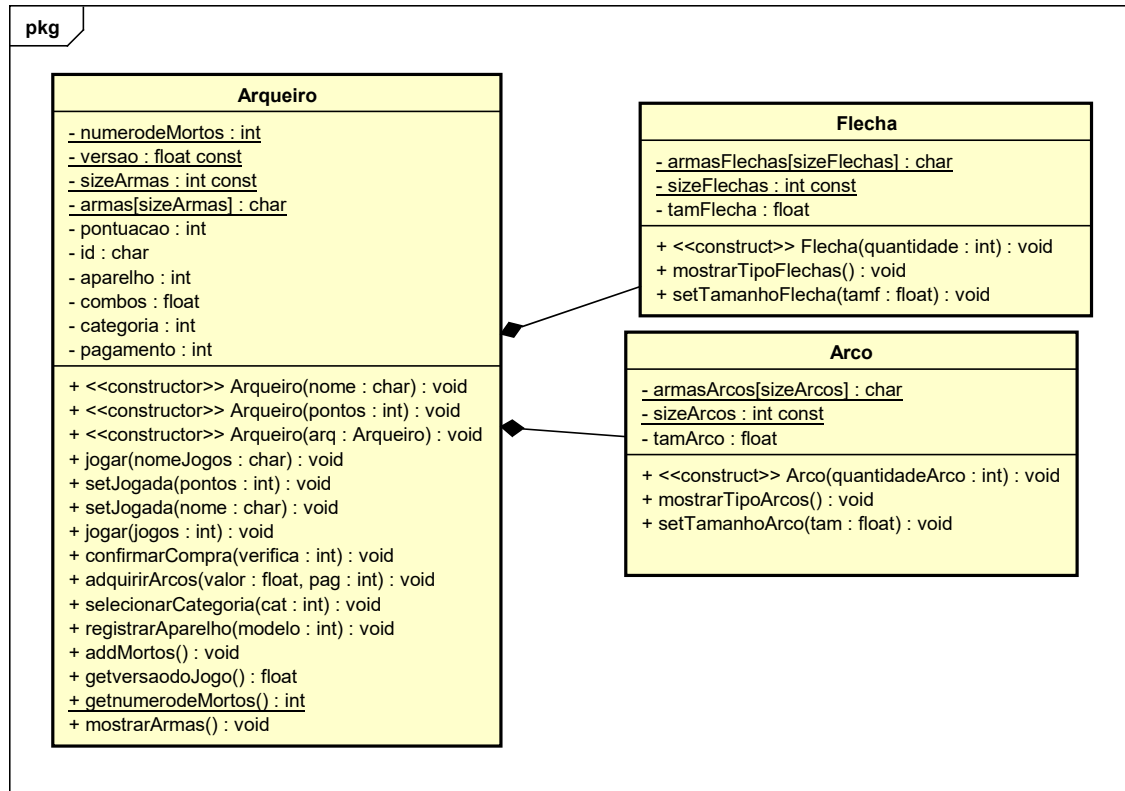 pkg
Arqueiro
- numerodeMortos : int
- versao : float const
- sizeArmas : int const
- armas[sizeArmas] : char
- pontuacao : int
- id : char
- aparelho : int
- combos : float
- categoria : int
- pagamento : int
+ <<constructor>> Arqueiro(nome : char) : void
+ <<constructor>> Arqueiro(pontos : int) : void
+ <<constructor>> Arqueiro(arq : Arqueiro) : void
+ jogar(nomeJogos : char) : void
+ setJogada(pontos : int) : void
+ setJogada(nome : char) : void
+ jogar(jogos : int) : void
+ confirmarCompra(verifica : int) : void
+ adquirirArcos(valor : float, pag : int) : void
+ selecionarCategoria(cat : int) : void
+ registrarAparelho(modelo : int) : void
+ addMortos() : void
+ getversaodoJogo() : float
+ getnumerodeMortos() : int
+ mostrarArmas() : void
Flecha
- armasFlechas[sizeFlechas] : char
- sizeFlechas : int const
- tamFlecha : float
+ <<construct>> Flecha(quantidade : int) : void
+ mostrarTipoFlechas() : void
+ setTamanhoFlecha(tamf : float) : void
Arco
- armasArcos[sizeArcos] : char
- sizeArcos : int const
- tamArco : float
+ <<construct>> Arco(quantidadeArco : int) : void
+ mostrarTipoArcos() : void
+ setTamanhoArco(tam : float) : void